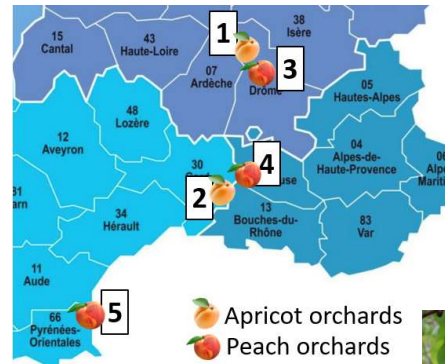 1
38
Isère
15
Cantal
43
Haute-Loire
3
07
Ardèche
Drôme
05
Hautes-Alpes
48
Lozère
12
Aveyron
30
4
04
Alpes-de-
Haute-Provence
2
34
Hérault
13
Bouches-du-
Rhône
83
Var
11
Aude
66
Pyrénées-
Orientales
5
Apricot orchards
Peach orchards